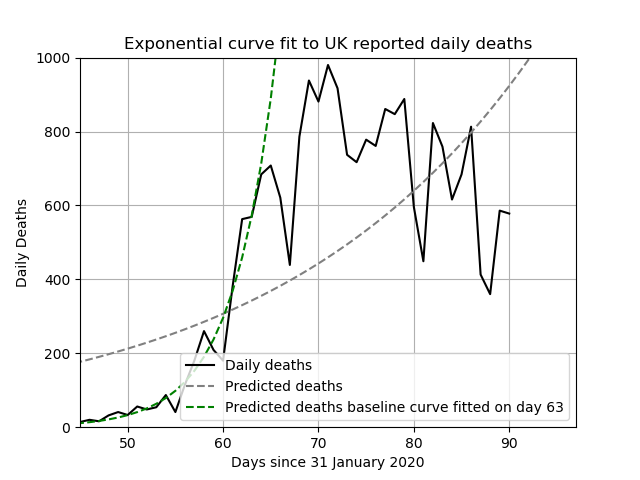 Exponential curve fit to UK reported daily deaths
1000
800
600
400
200
0
Daily Deaths
Daily deaths
Predicted deaths
Predicted deaths baseline curve fitted on day 63
50 60 70 80 90
Days since 31 January 2020